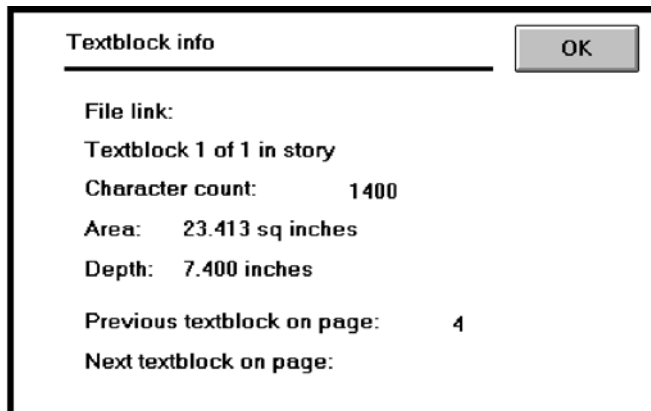 Textblock info
OK
File link:
Textblock 1 of 1 in story
Character count: 1400
Area: 23.413 sq inches
Depth: 7.400 inches
Previous textblock on page: 4
Next textblock on page: